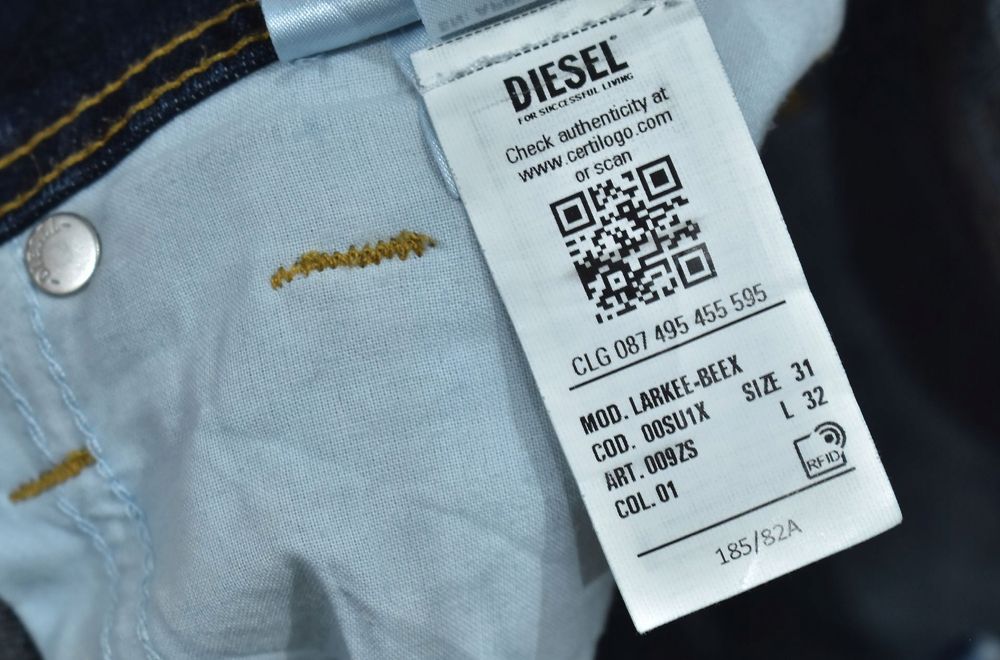 DIESEL
FOR SUCCESSFUL LIVING
Check authenticity at
www.certilogo.com
or scan
CLG 087 495 455 595
MOD. LARKEE-BEEX
COD. 00SU1X SIZE 31
ART. 009ZS L 32
COL. 01
RFID
185/82A
DIESEL